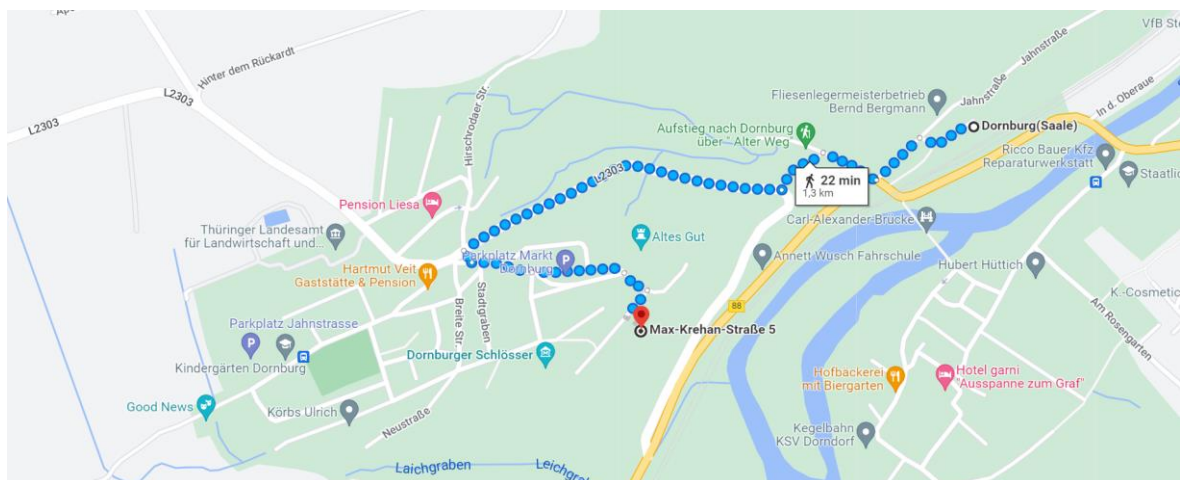 VfB Ste
Jahnstraße
Hinter dem Rückardt
L2303
L2303
Hirschrodaer Str.
Fliesenlegermeisterbetrieb
Bernd Bergmann
Jahnstraße
In d. Oberaue
Dornburg(Saale)
Aufstieg nach Dornburg
über " Alter Weg"
Ricco Bauer Kfz
Reparaturwerkstatt
Staatlic
L2303
22 min
1,3 km
Pension Liesa
Carl-Alexander Brücke
Thüringer Landesamt
für Landwirtschaft und...
Altes Gut
Parkplatz Markt
Dornburg
Annett Wusch Fahrschule
Hubert Hüttich
Hartmut Veit
Gaststätte & Pension
K.-Cosmetic
Breite Str.
Stadtgraben
88
Am Rosengarten
Max-Krehan-Straße 5
Parkplatz Jahnstrasse
P
P
Kindergärten Dornburg
Dornburger Schlösser
Hofbäckerei
mit Biergarten
Hotel garni
"Ausspanne zum Graf"
Good News
Körbs Ulrich
Neustraße
Kegelbahn
KSV Dorndorf
Laichgraben
Leichgra